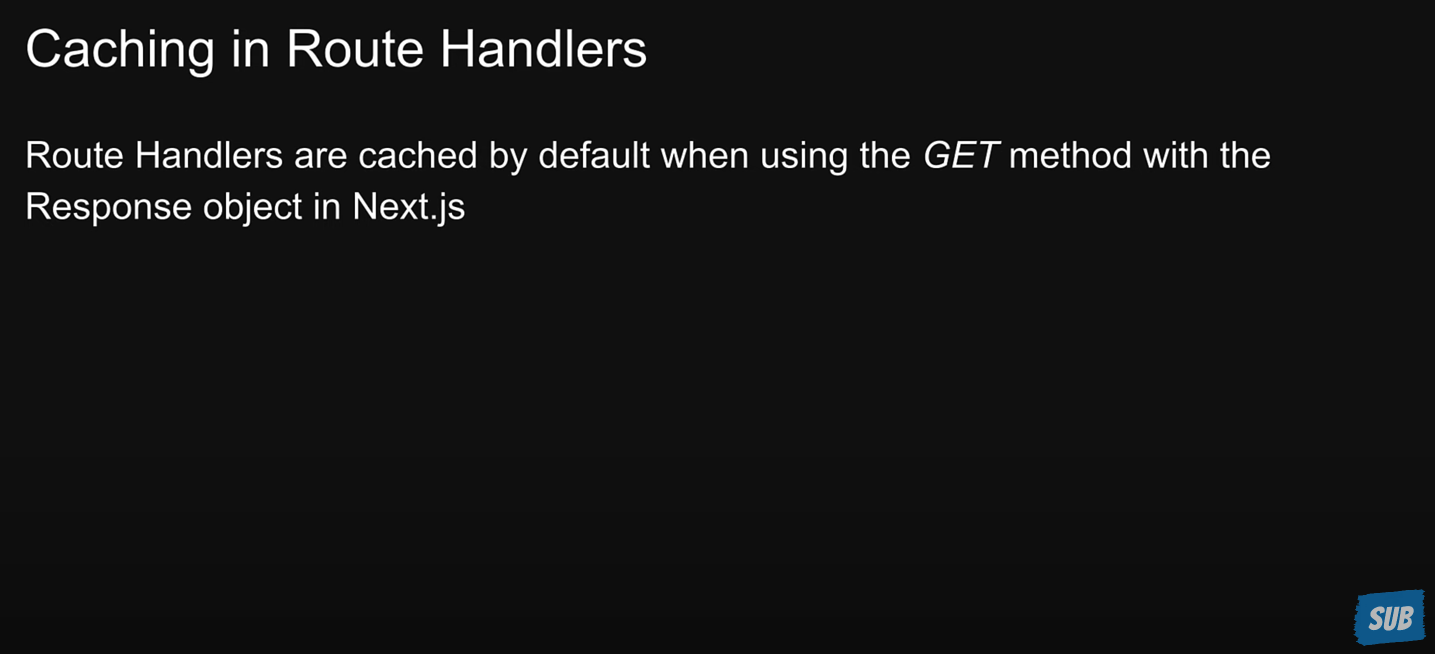 Caching in Route Handlers
Route Handlers are cached by default when using the GET method with the
Response object in Next.js
SUB